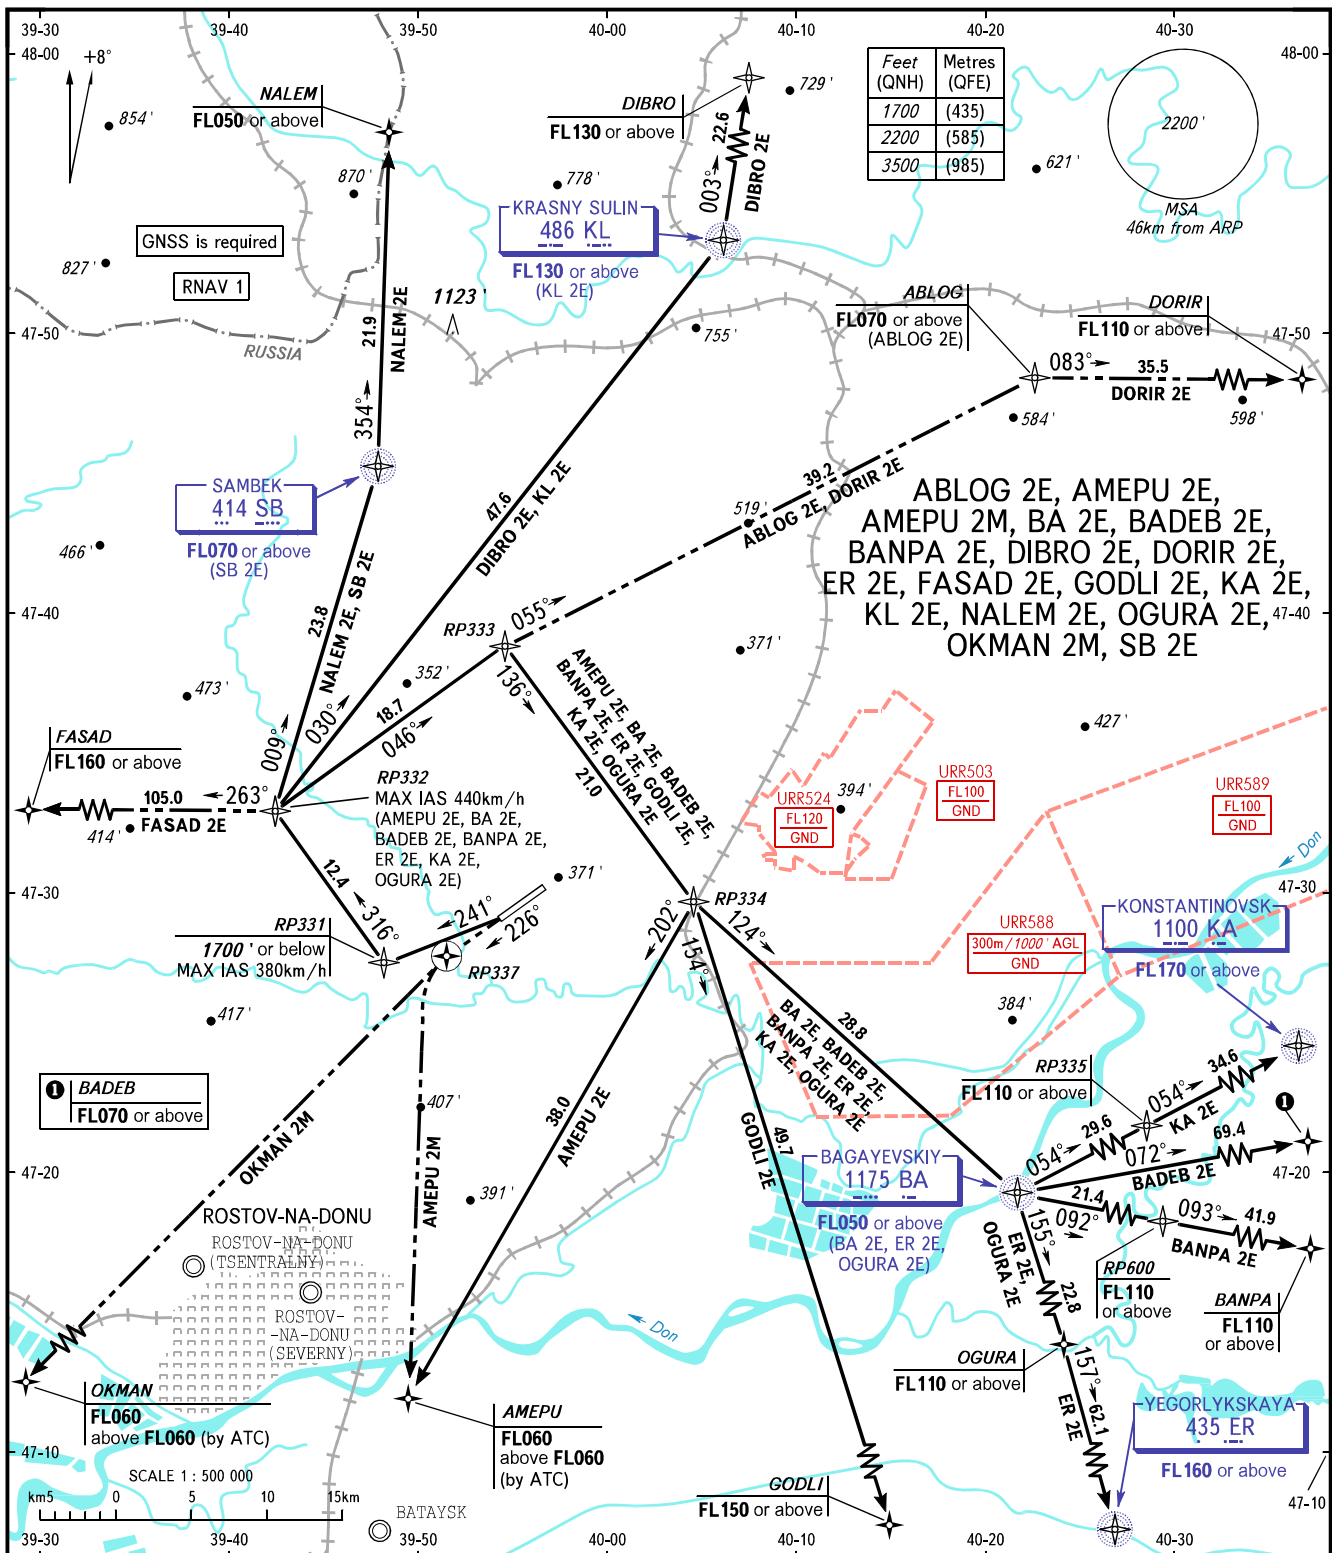 39-30
39-40
39-50
40-00
40-10
40-20
40-30
48-00
48-00
+8°
854'
NALEM
FL050 or above
DIBRO
FL130 or above
729'
Feet (QNH)
Metres (QFE)
1700 (435)
2200 (585)
3500 (985)
2200'
MSA
46km from ARP
621'
22.6
003°
DIBRO 2E
870'
778'
KRASNY SULIN
486 KL
FL130 or above
(KL 2E)
GNSS is required
RNAV 1
827'
RUSSIA
1123'
755'
21.9
NALEM 2E
354°
ABLOG
FL070 or above
(ABLOG 2E)
DORIR
FL110 or above
47-50
47-50
083°
35.5
DORIR 2E
584'
598'
SAMBEK
414 SB
FL070 or above
(SB 2E)
466'
47.6
DIBRO 2E, KL 2E
39.2
ABLOG 2E, DORIR 2E
519'
ABLOG 2E, AMEPU 2E,
AMEPU 2M, BA 2E, BADEB 2E,
BANPA 2E, DIBRO 2E, DORIR 2E,
ER 2E, FASAD 2E, GODLI 2E, KA 2E,
KL 2E, NALEM 2E, OGURA 2E,
OKMAN 2M, SB 2E
47-40
47-40
23.8
NALEM 2E, SB 2E
RP333
055°
136°
371'
352'
473'
18.7
046°
030°
009°
AMEPU 2E, BA 2E, BADEB 2E,
BANPA 2E, ER 2E, GODLI 2E,
KA 2E, OGURA 2E
21.0
427'
FASAD
FL160 or above
105.0
263°
FASAD 2E
414'
RP332
MAX IAS 440km/h
(AMEPU 2E, BA 2E,
BADEB 2E, BANPA 2E,
ER 2E, KA 2E,
OGURA 2E)
URR524
FL120
GND
394'
URR503
FL100
GND
URR589
FL100
GND
Don
47-30
47-30
12.4
316°
371'
241°
226°
RP331
1700' or below
MAX IAS 380km/h
RP337
RP334
202°
154°
124°
URR588
300m/1000' AGL
GND
KONSTANTINOVSK
1100 KA
FL170 or above
417'
384'
28.8
BA 2E, BADEB 2E,
BANPA 2E, ER 2E,
KA 2E, OGURA 2E
1 BADEB
FL070 or above
407'
OKMAN 2M
AMEPU 2M
38.0
AMEPU 2E
49.7
GODLI 2E
RP335
FL110 or above
054°
34.6
KA 2E
1
054°
29.6
072°
69.4
BADEB 2E
47-20
47-20
391'
BAGAYEVSKIY
1175 BA
FL050 or above
(BA 2E, ER 2E,
OGURA 2E)
21.4
092°
093°
41.9
BANPA 2E
155°
ER 2E,
OGURA 2E
22.8
RP600
FL110
or above
BANPA
FL110
or above
ROSTOV-NA-DONU
ROSTOV-NA-DONU
(TSENTRALNY)
ROSTOV-
-NA-DONU
(SEVERNY)
Don
OGURA
FL110 or above
157°
62.1
ER 2E
OKMAN
FL060
above FL060 (by ATC)
AMEPU
FL060
above FL060
(by ATC)
YEGORLYKSKAYA
435 ER
FL160 or above
47-10
47-10
SCALE 1 : 500 000
km5 0 5 10 15km
BATAYSK
GODLI
FL150 or above
39-30
39-40
39-50
40-00
40-10
40-20
40-30